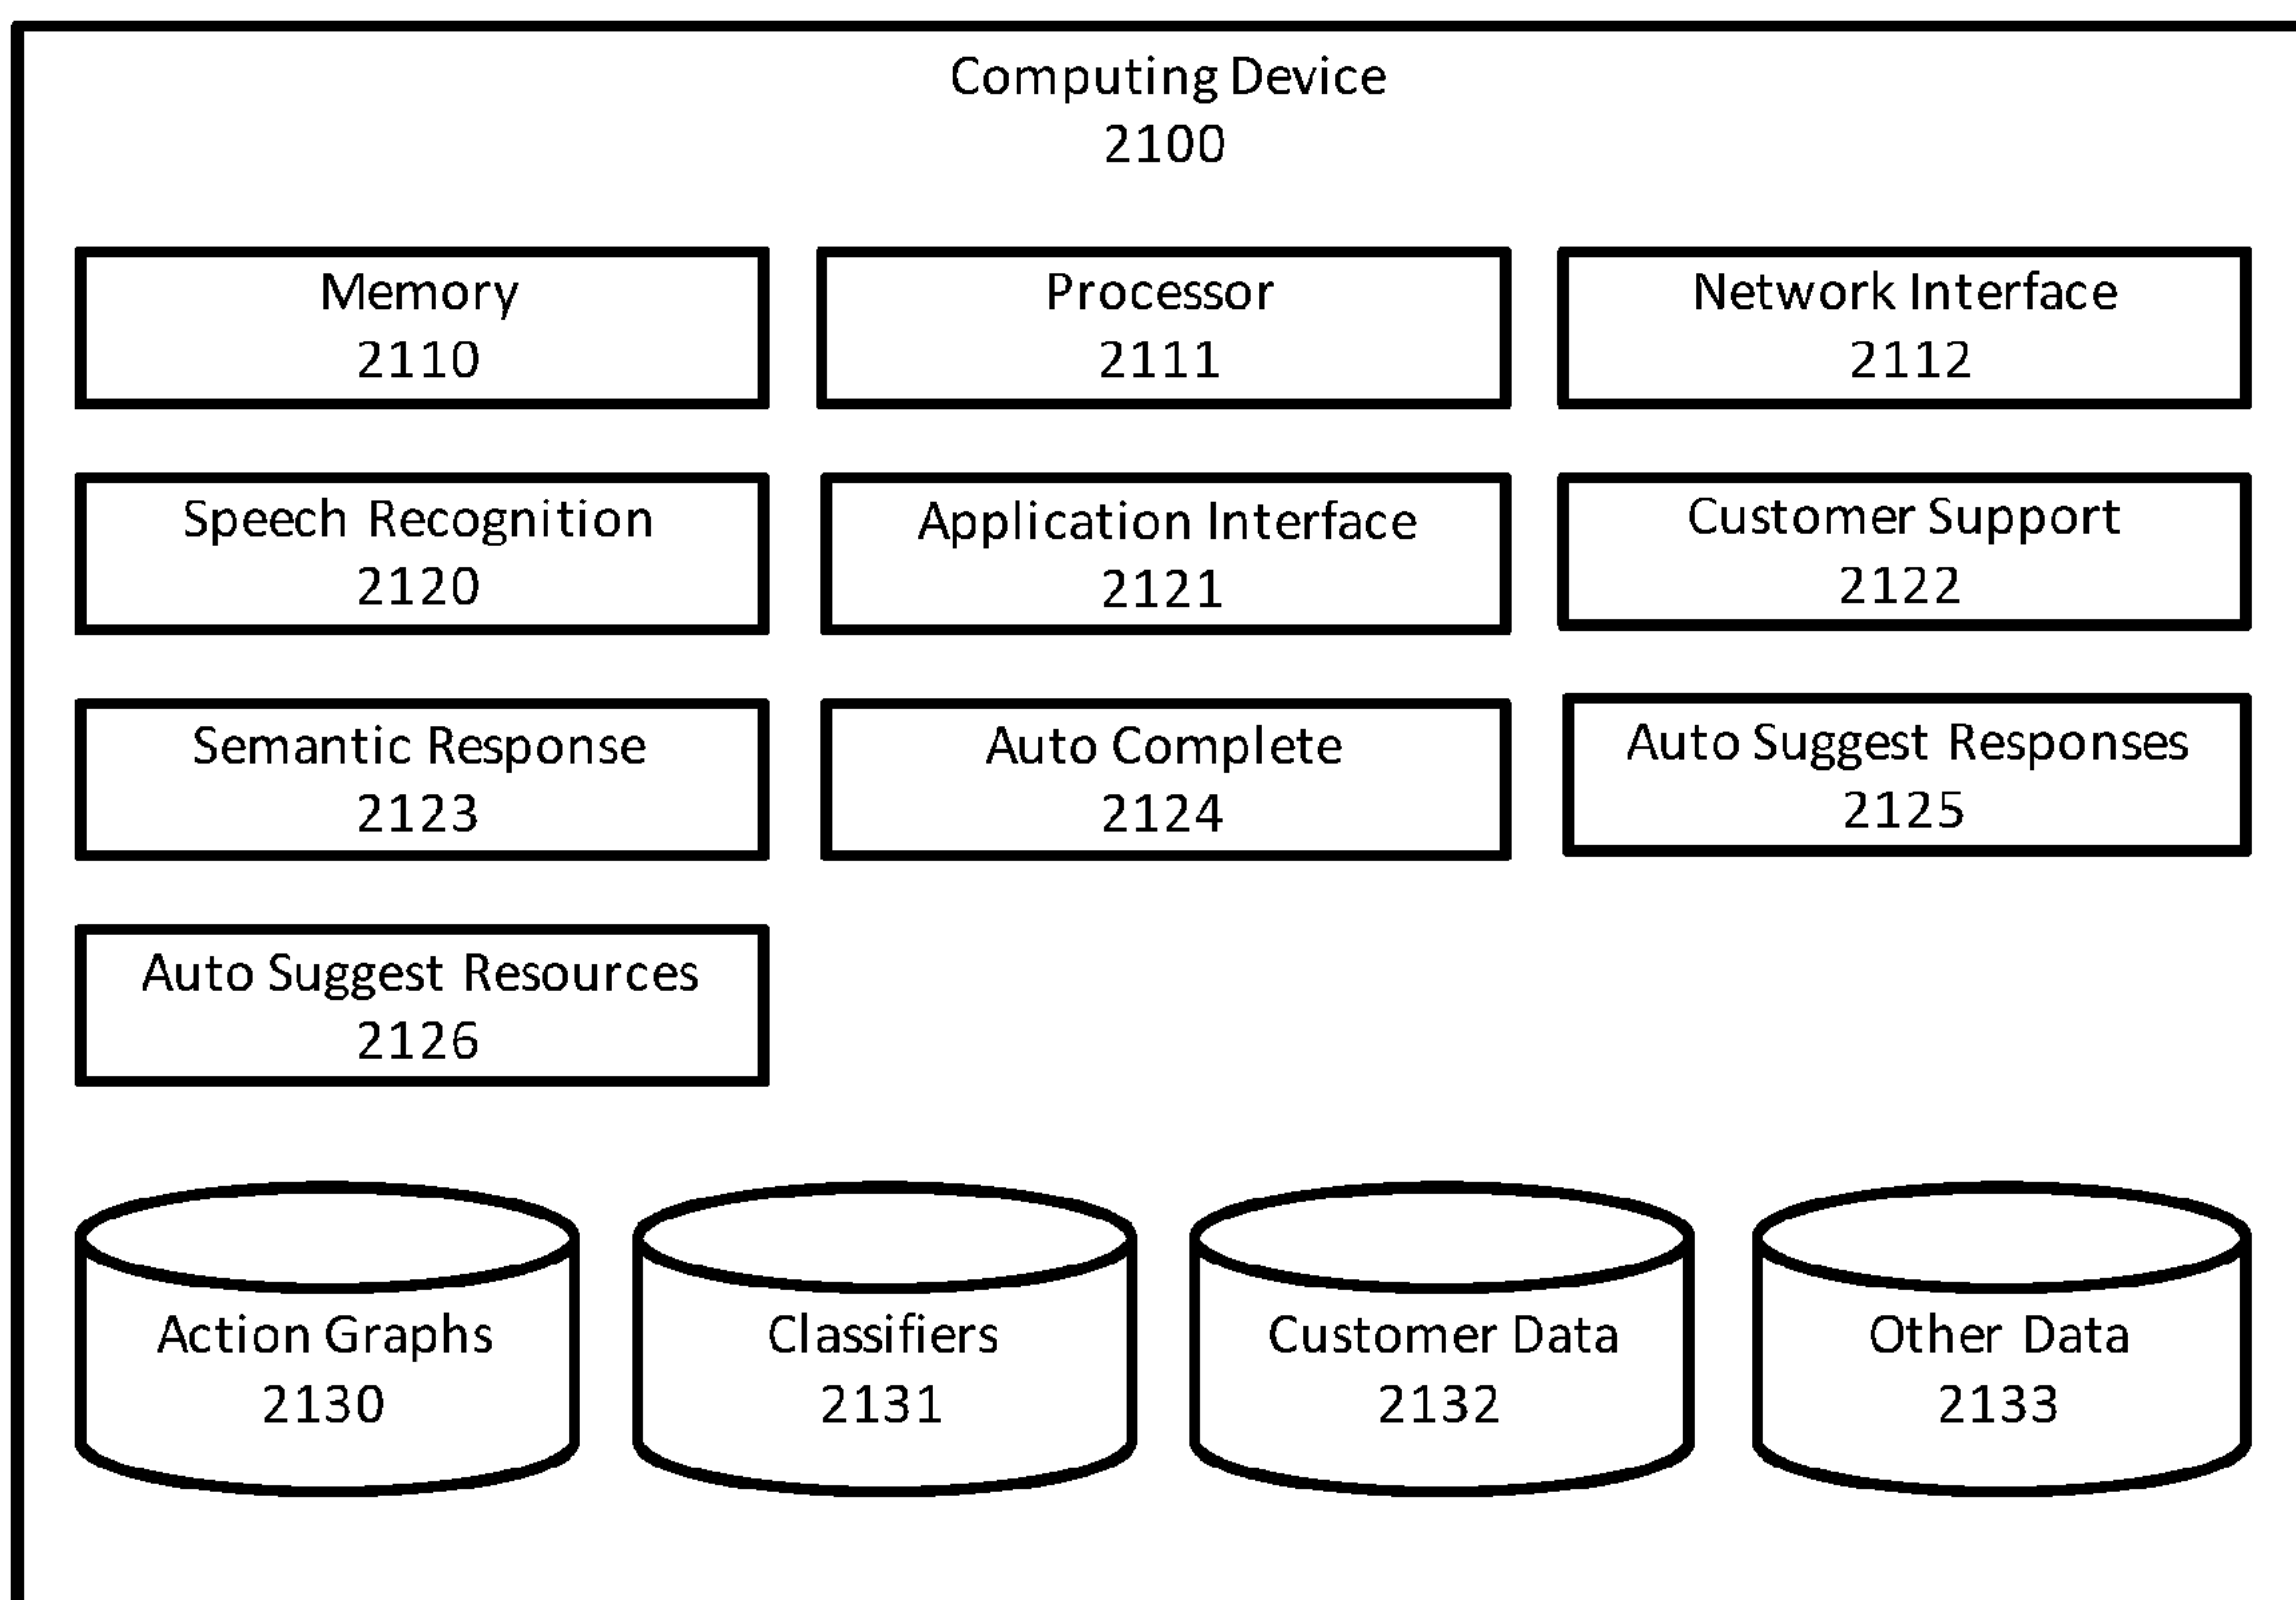 Computing Device
2100
Memory
2110
Processor
2111
Network Interface
2112
Speech Recognition
2120
Application Interface
2121
Customer Support
2122
Semantic Response
2123
Auto Complete
2124
Auto Suggest Responses
2125
Auto Suggest Resources
2126
Action Graphs
2130
Classifiers
2131
Customer Data
2132
Other Data
2133